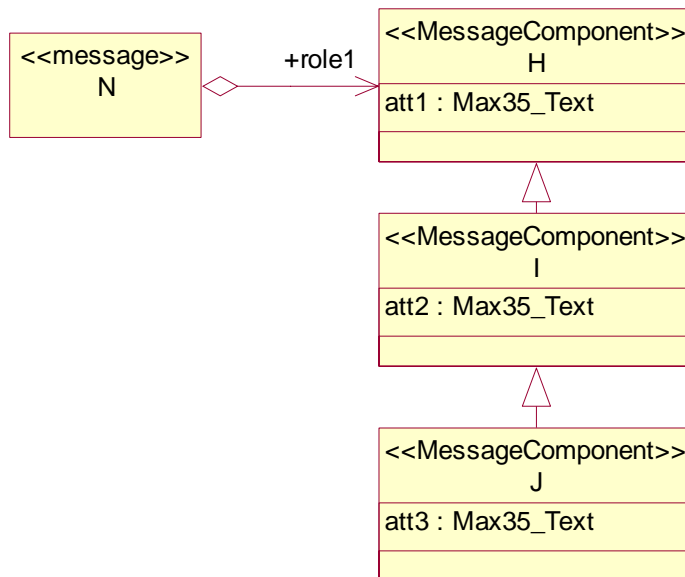 <<message>>
N
+role1
<<MessageComponent>>
H
att1 : Max35_Text
<<MessageComponent>>
I
att2 : Max35_Text
<<MessageComponent>>
J
att3 : Max35_Text